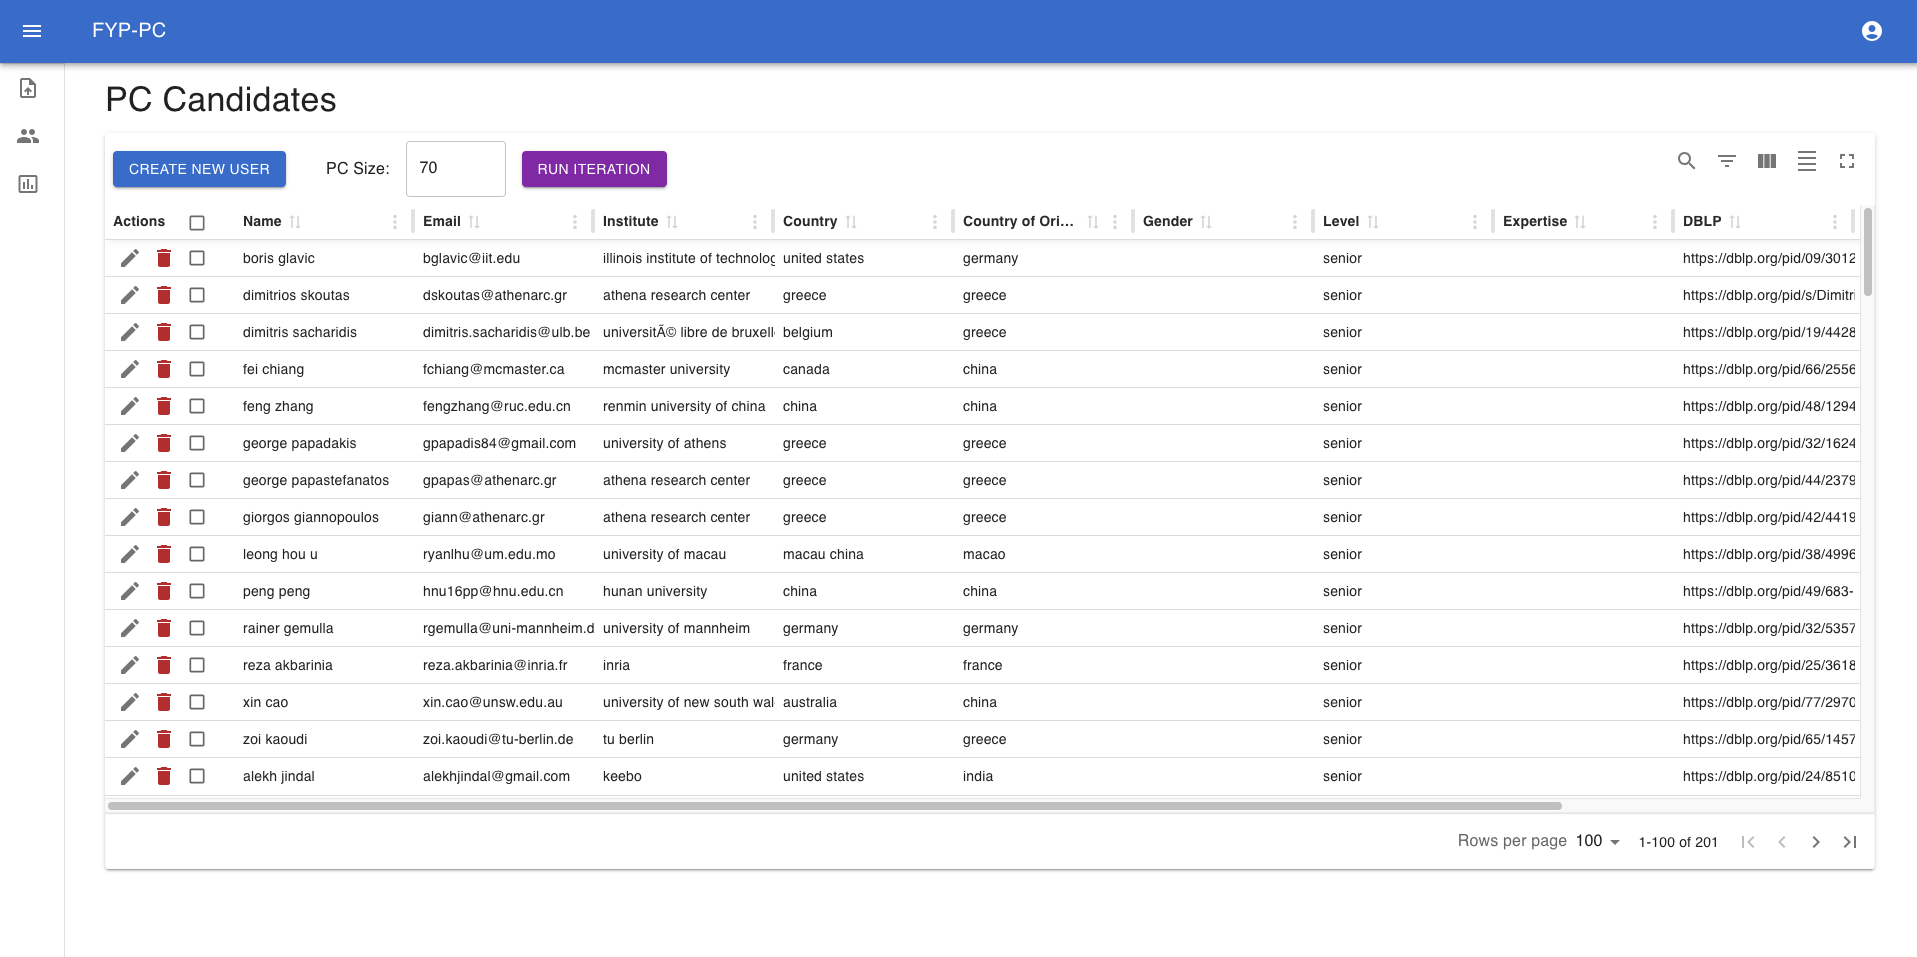 FYP-PC
PC Candidates
CREATE NEW USER PC Size: 70 RUN ITERATION
Actions Name Email Institute Country Country of Ori... Gender Level Expertise DBLP
boris glavic bglavic@iit.edu illinois institute of technolog united states germany senior https://dblp.org/pid/09/3012
dimitrios skoutas dskoutas@athenarc.gr athena research center greece greece senior https://dblp.org/pid/s/Dimitri
dimitris sacharidis dimitris.sacharidis@ulb.be universitÃ© libre de bruxell belgium greece senior https://dblp.org/pid/19/4428
fei chiang fchiang@mcmaster.ca mcmaster university canada china senior https://dblp.org/pid/66/2556
feng zhang fengzhang@ruc.edu.cn renmin university of china china china senior https://dblp.org/pid/48/1294
george papadakis gpapadis84@gmail.com university of athens greece greece senior https://dblp.org/pid/32/1624
george papastefanatos gpapas@athenarc.gr athena research center greece greece senior https://dblp.org/pid/44/2379
giorgos giannopoulos giann@athenarc.gr athena research center greece greece senior https://dblp.org/pid/42/4419
leong hou u ryanlhu@um.edu.mo university of macau macau china macao senior https://dblp.org/pid/38/4996
peng peng hnu16pp@hnu.edu.cn hunan university china china senior https://dblp.org/pid/49/683-
rainer gemulla rgemulla@uni-mannheim.d university of mannheim germany germany senior https://dblp.org/pid/32/5357
reza akbarinia reza.akbarinia@inria.fr inria france france senior https://dblp.org/pid/25/3618
xin cao xin.cao@unsw.edu.au university of new south wal australia china senior https://dblp.org/pid/77/2970
zoi kaoudi zoi.kaoudi@tu-berlin.de tu berlin germany greece senior https://dblp.org/pid/65/1457
alekh jindal alekhjindal@gmail.com keebo united states india senior https://dblp.org/pid/24/8510
Rows per page 100 1-100 of 201